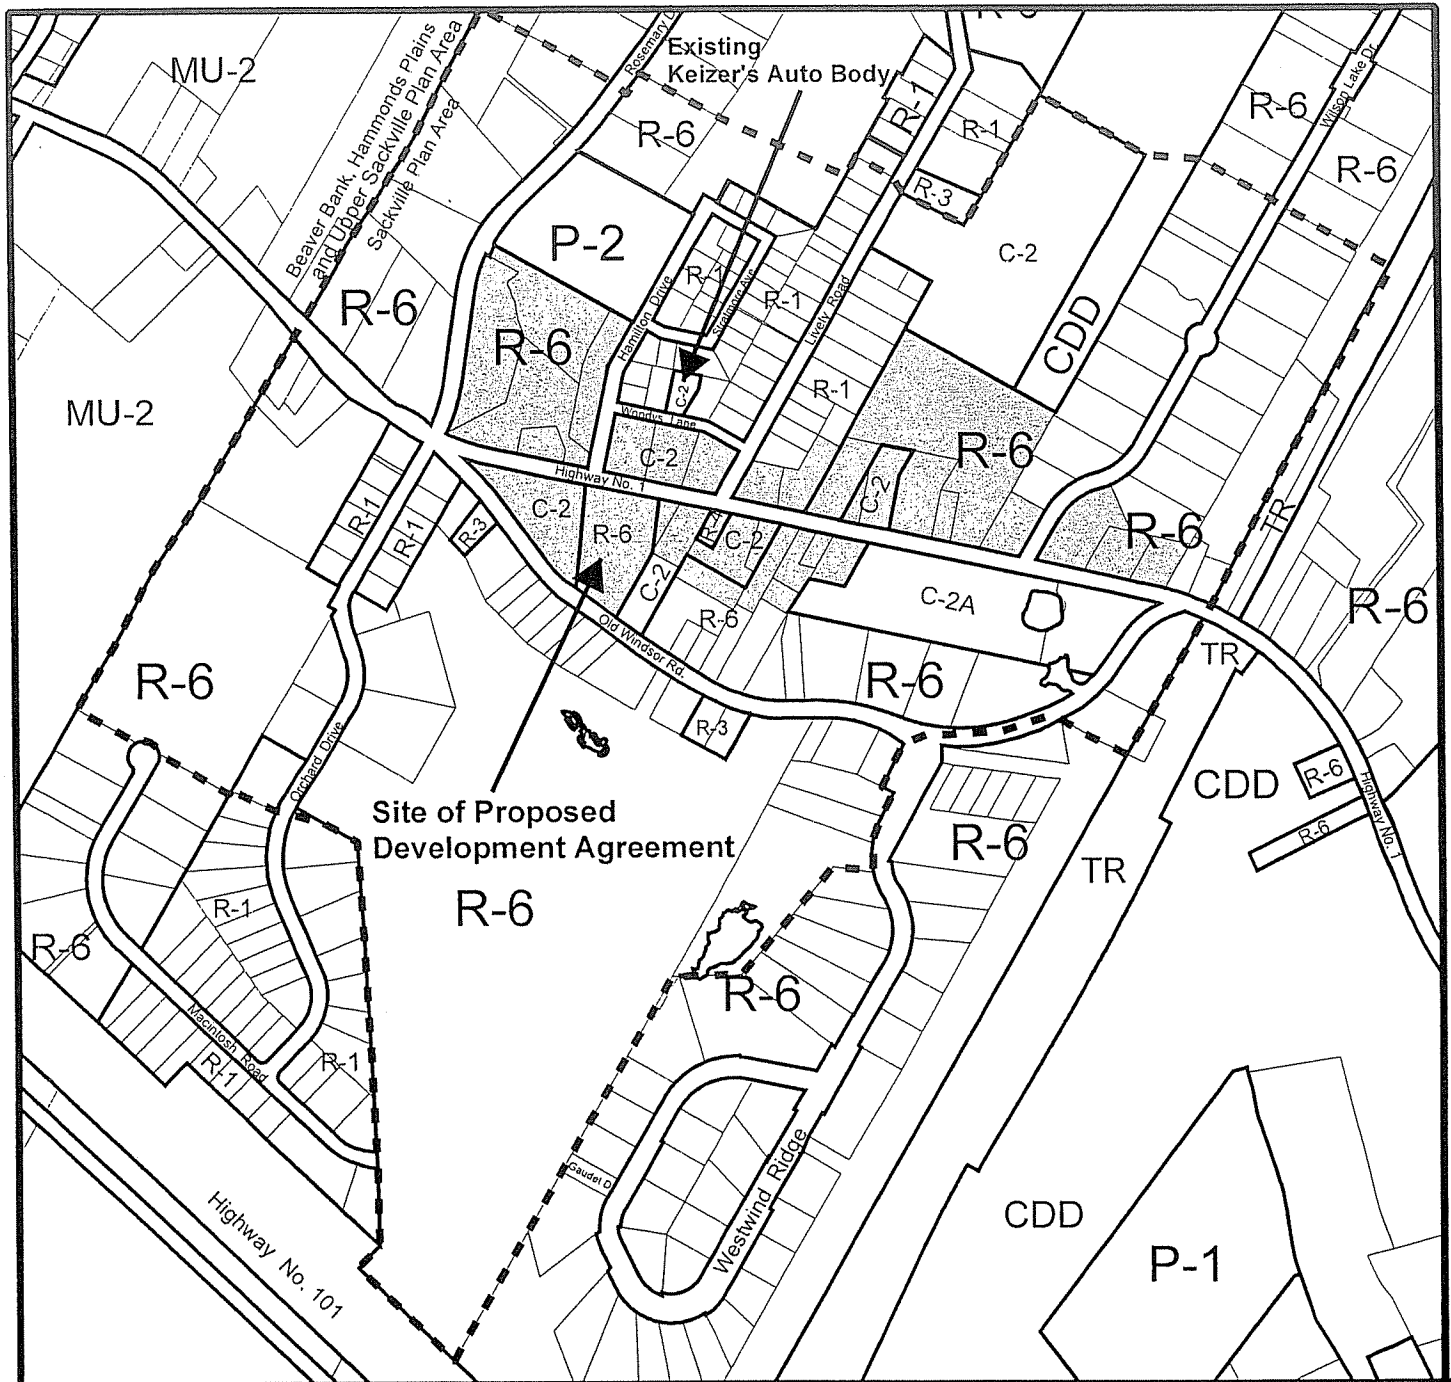 R-6
MU-2
Beaver Bank, Hammonds Plains
and Upper Sackville Plan Area
Sackville Plan Area
Rosemary
Existing
Keizer's Auto Body
R-1
R-1
R-3
R-6
Wilson Lake Dr.
R-6
R-6
P-2
C-2
R-6
Hamilton Drive
R-1
Stratmore Ave
R-1
Lively Road
CDD
R-6
MU-2
R-1
C-2
Woodys Lane
C-2
R-6
Highway No. 1
C-2
R-1
R-1
R-3
C-2
R-6
C-2
C-2
R-6
TR
C-2A
R-6
R-6
Old Windsor Rd.
TR
R-6
R-6
R-3
Orchard Drive
Site of Proposed
Development Agreement
CDD
R-6
R-6
Highway No. 1
R-6
TR
R-6
R-1
R-6
R-6
Macintosh Road
R-1
R-1
Gaudet D
Westwind Ridge
Highway No. 101
CDD
P-1